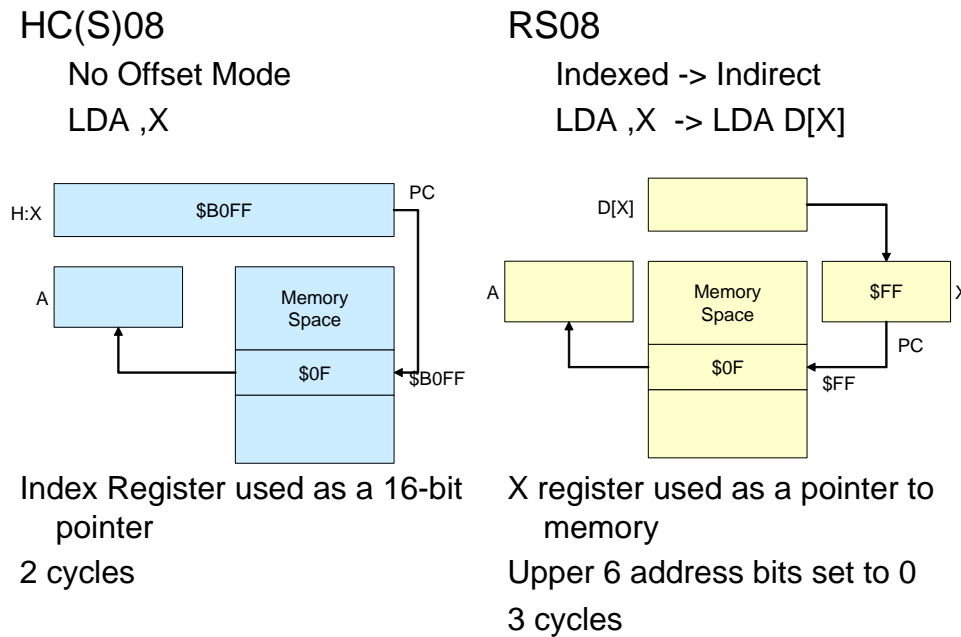 HC(S)08
No Offset Mode
LDA ,X
H:X
$B0FF
PC
A
Memory
Space
$0F
$B0FF
Index Register used as a 16-bit
pointer
2 cycles
RS08
Indexed -> Indirect
LDA ,X -> LDA D[X]
D[X]
A
Memory
Space
$FF
X
PC
$0F
$FF
X register used as a pointer to
memory
Upper 6 address bits set to 0
3 cycles